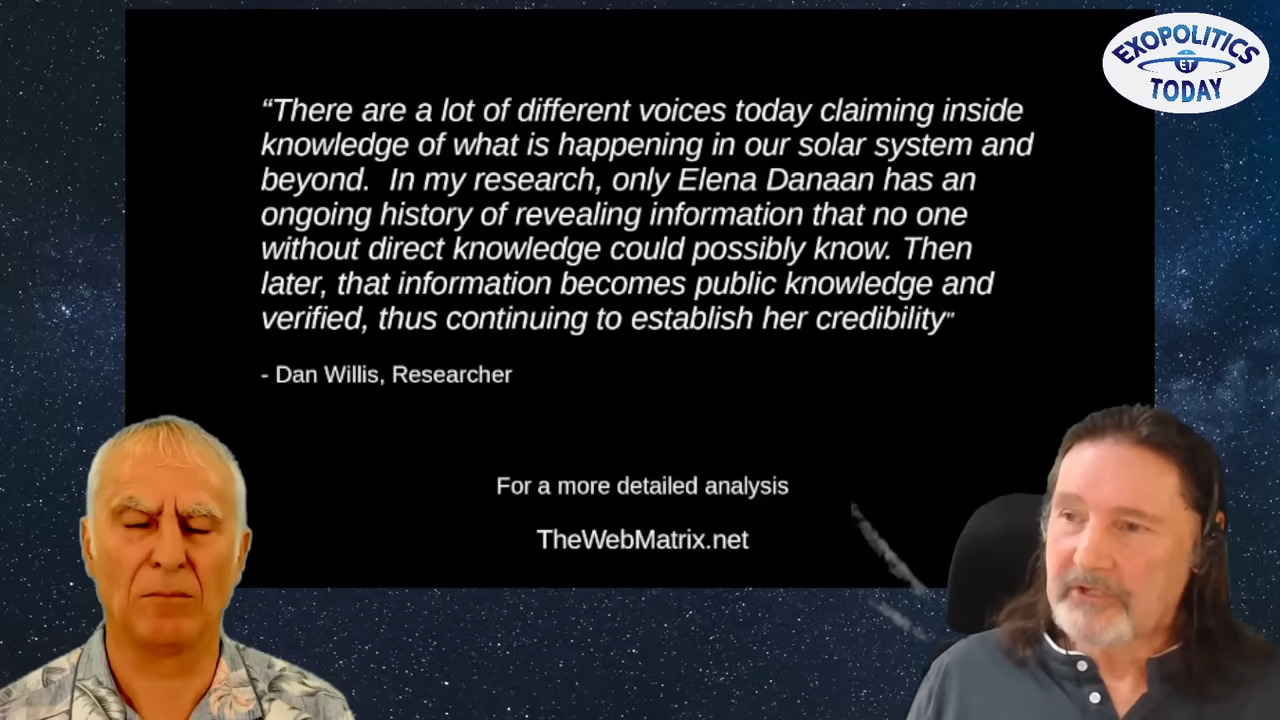 EXOPOLITICS
ET
TODAY
“There are a lot of different voices today claiming inside
knowledge of what is happening in our solar system and
beyond.  In my research, only Elena Danaan has an
ongoing history of revealing information that no one
without direct knowledge could possibly know. Then
later, that information becomes public knowledge and
verified, thus continuing to establish her credibility”"
- Dan Willis, Researcher
For a more detailed analysis
TheWebMatrix.net